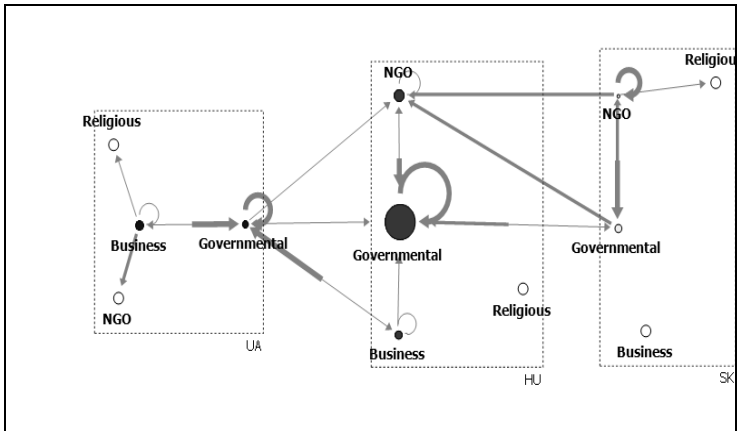 NGO
Religiou
NGO
Religious
Business
Governmental
Governmental
Governmental
Religious
NGO
UA
Business
Business
HU
SK